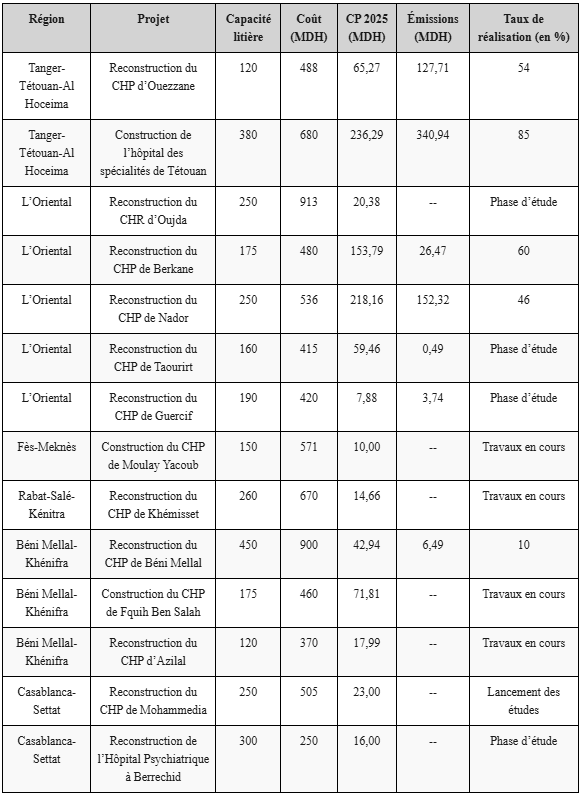 Région | Projet | Capacité litière | Coût (MDH) | CP 2025 (MDH) | Émissions (MDH) | Taux de réalisation (en %)
Tanger-Tétouan-Al Hoceima | Reconstruction du CHP d’Ouezzane | 120 | 488 | 65,27 | 127,71 | 54
Tanger-Tétouan-Al Hoceima | Construction de l’hôpital des spécialités de Tétouan | 380 | 680 | 236,29 | 340,94 | 85
L’Oriental | Reconstruction du CHR d’Oujda | 250 | 913 | 20,38 | -- | Phase d’étude
L’Oriental | Reconstruction du CHP de Berkane | 175 | 480 | 153,79 | 26,47 | 60
L’Oriental | Reconstruction du CHP de Nador | 250 | 536 | 218,16 | 152,32 | 46
L’Oriental | Reconstruction du CHP de Taourirt | 160 | 415 | 59,46 | 0,49 | Phase d’étude
L’Oriental | Reconstruction du CHP de Guercif | 190 | 420 | 7,88 | 3,74 | Phase d’étude
Fès-Meknès | Construction du CHP de Moulay Yacoub | 150 | 571 | 10,00 | -- | Travaux en cours
Rabat-Salé-Kénitra | Reconstruction du CHP de Khémisset | 260 | 670 | 14,66 | -- | Travaux en cours
Béni Mellal-Khénifra | Reconstruction du CHP de Béni Mellal | 450 | 900 | 42,94 | 6,49 | 10
Béni Mellal-Khénifra | Construction du CHP de Fquih Ben Salah | 175 | 460 | 71,81 | -- | Travaux en cours
Béni Mellal-Khénifra | Reconstruction du CHP d’Azilal | 120 | 370 | 17,99 | -- | Travaux en cours
Casablanca-Settat | Reconstruction du CHP de Mohammedia | 250 | 505 | 23,00 | -- | Lancement des études
Casablanca-Settat | Reconstruction de l’Hôpital Psychiatrique à Berrechid | 300 | 250 | 16,00 | -- | Phase d’étude